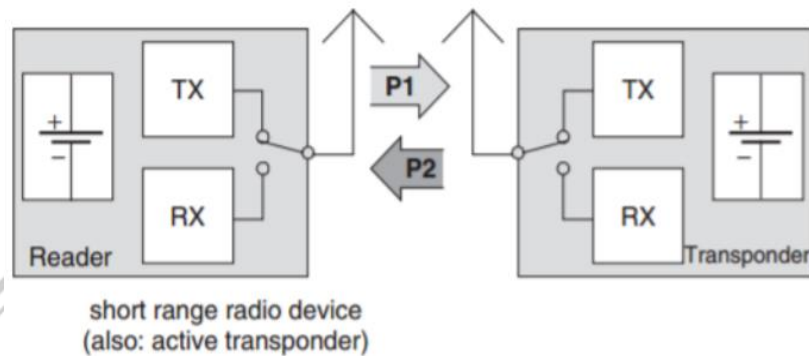 TX
P1
TX
+
+
−
−
P2
RX
RX
Reader
Transponder
short range radio device
(also: active transponder)